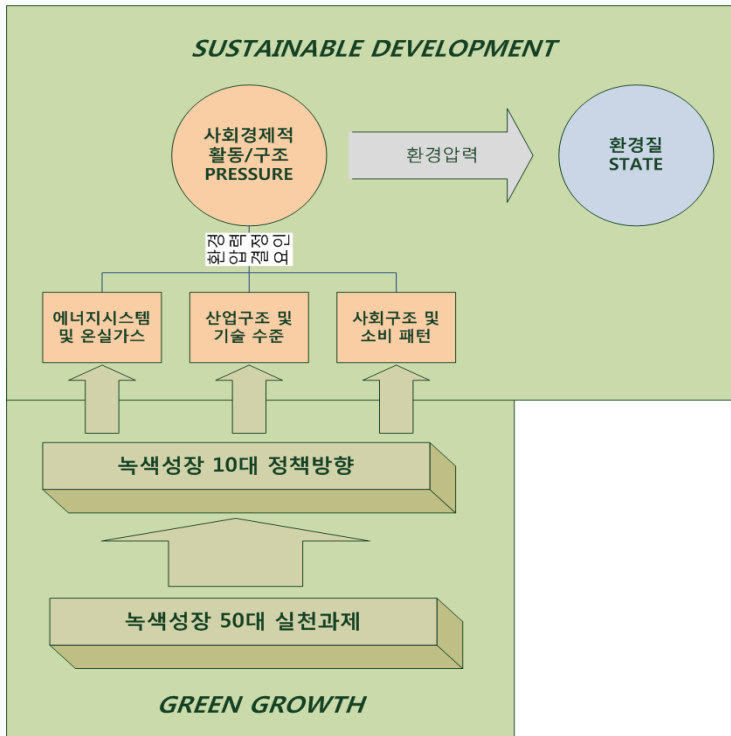 SUSTAINABLE DEVELOPMENT
사회경제적
활동/구조
PRESSURE
환경압력
환경질
STATE
환경
압력
결정
요인
에너지시스템
및 온실가스
산업구조 및
기술 수준
사회구조 및
소비 패턴
녹색성장 10대 정책방향
녹색성장 50대 실천과제
GREEN GROWTH